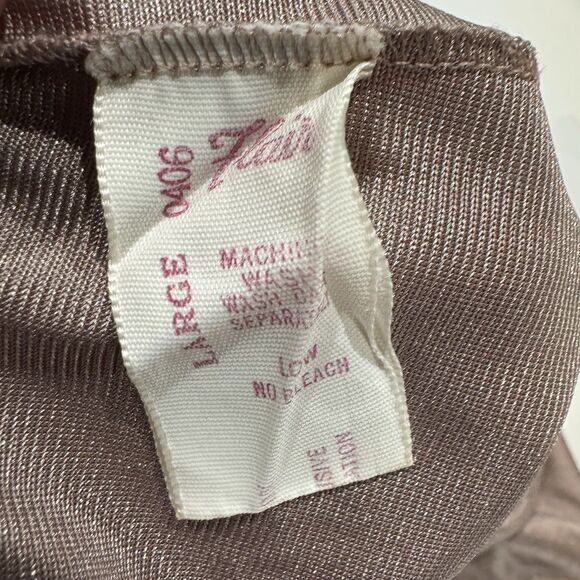 Flair
LARGE 0406
MACHINE
WASH
WASH
SEPARATELY
LOW
NO BLEACH